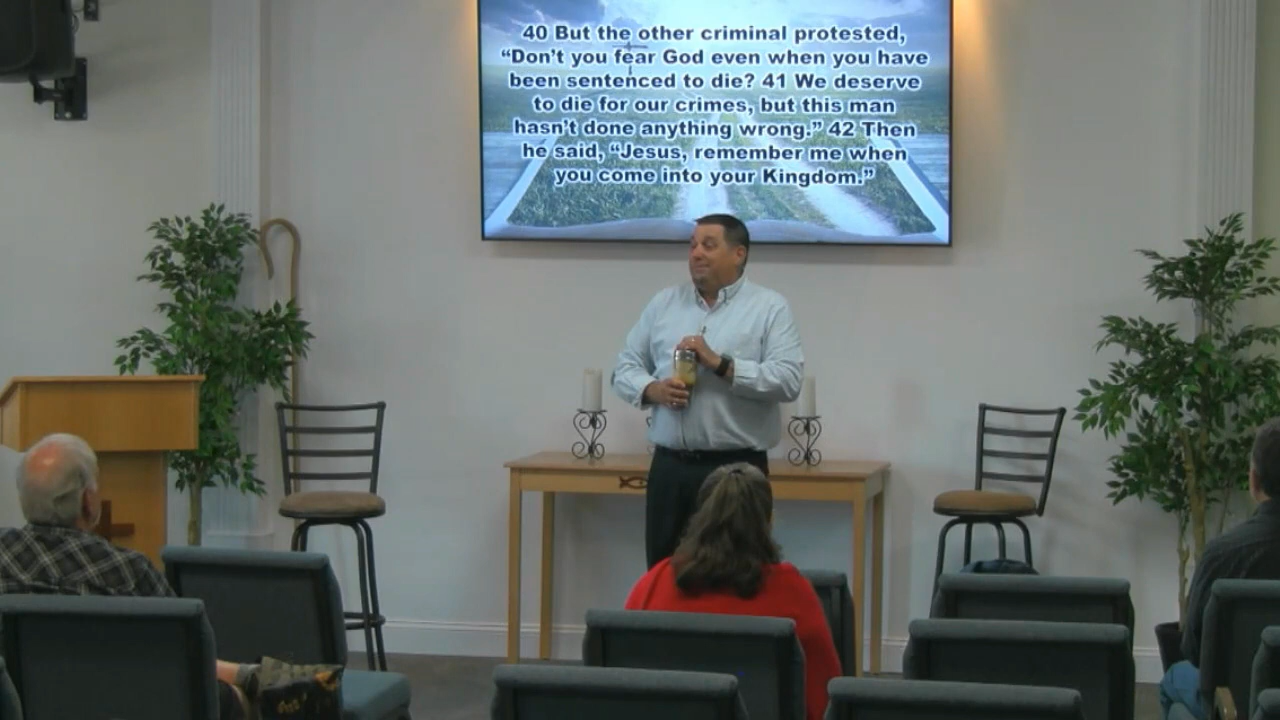 40 But the other criminal protested,
“Don’t you fear God even when you have
been sentenced to die? 41 We deserve
to die for our crimes, but this man
hasn’t done anything wrong.” 42 Then
he said, “Jesus, remember me when
you come into your Kingdom.”